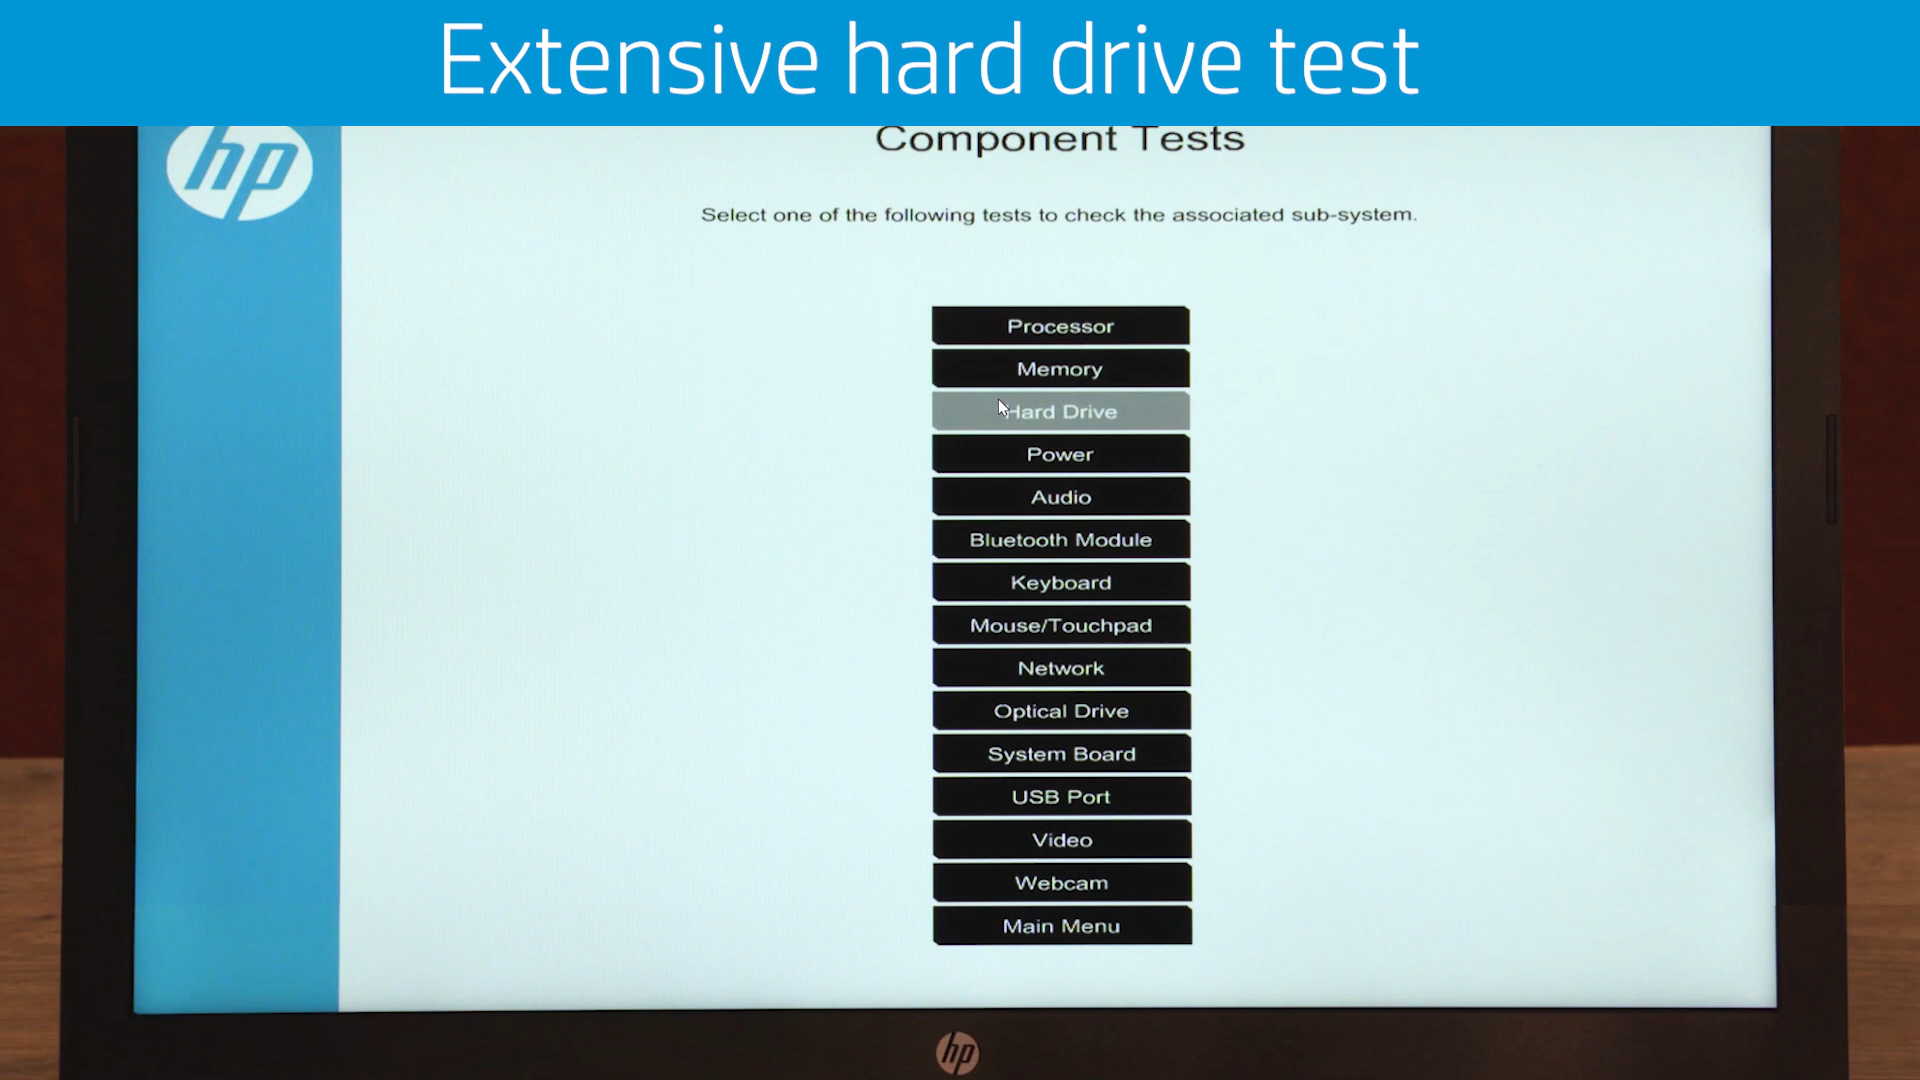 Extensive hard drive test
hp
Component Tests
Select one of the following tests to check the associated sub-system.
Processor
Memory
Hard Drive
Power
Audio
Bluetooth Module
Keyboard
Mouse/Touchpad
Network
Optical Drive
System Board
USB Port
Video
Webcam
Main Menu
hp